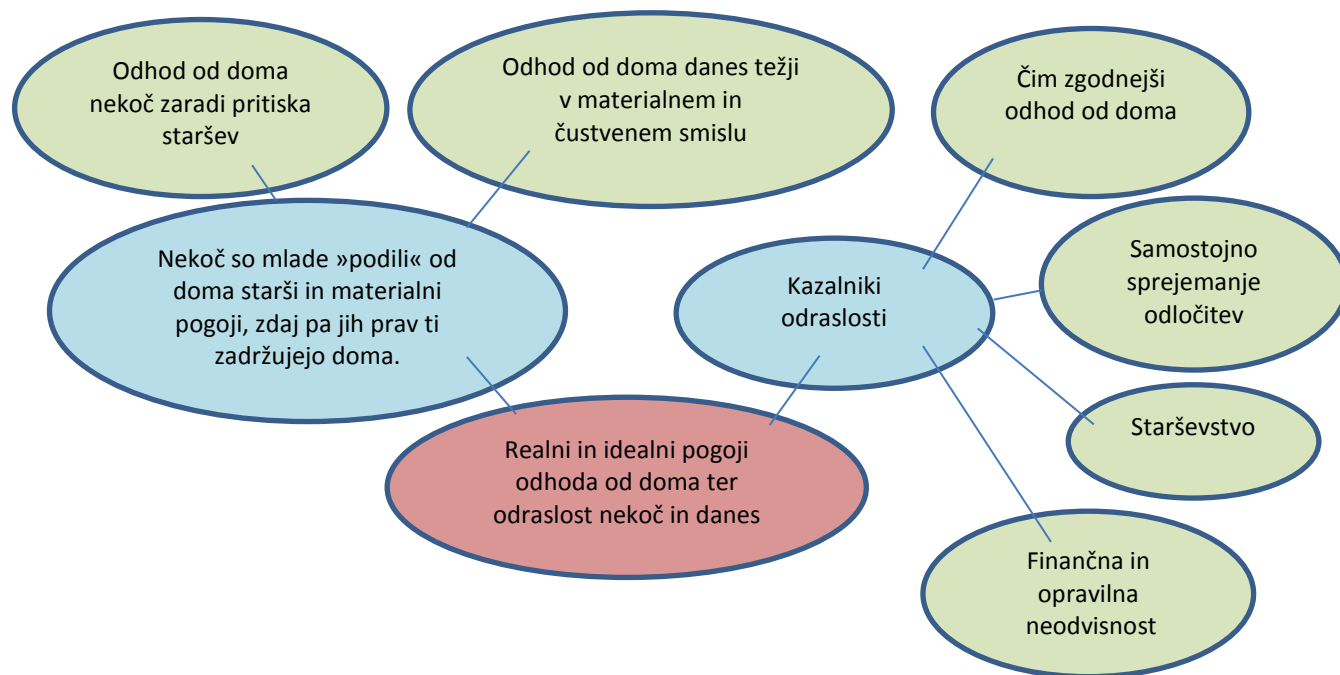 Odhod od doma
nekoč zaradi pritiska
staršev
Odhod od doma danes težji
v materialnem in
čustvenem smislu
Čim zgodnejši
odhod od doma
Nekoč so mlade »podili« od
doma starši in materialni
pogoji, zdaj pa jih prav ti
zadržujejo doma.
Kazalniki
odraslosti
Samostojno
sprejemanje
odločitev
Starševstvo
Realni in idealni pogoji
odhoda od doma ter
odraslost nekoč in danes
Finančna in
opravilna
neodvisnost